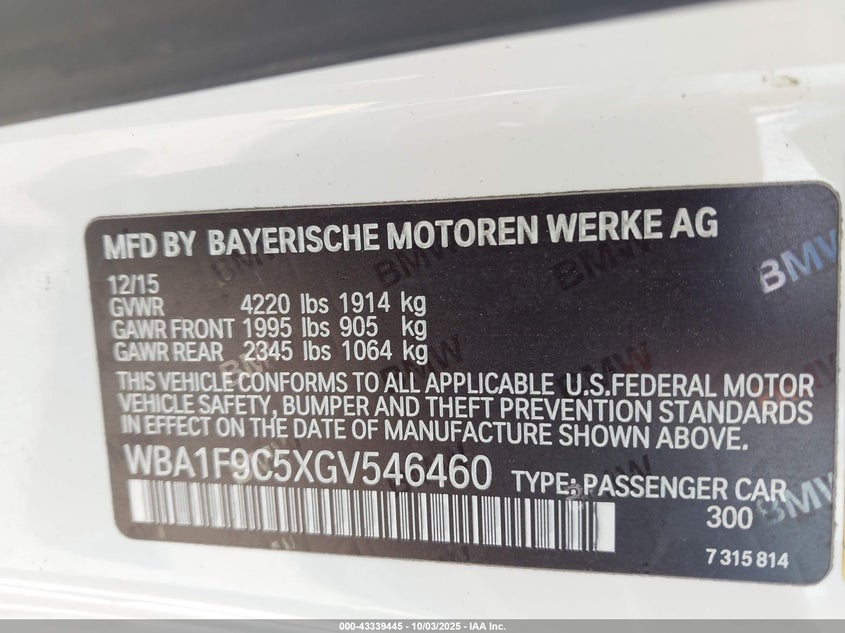 MFD BY BAYERISCHE MOTOREN WERKE AG
BMW
12/15
GVWR 4220 lbs 1914 kg
GAWR FRONT 1995 lbs 905 kg
GAWR REAR 2345 lbs 1064 kg
THIS VEHICLE CONFORMS TO ALL APPLICABLE U.S.FEDERAL MOTOR
VEHICLE SAFETY, BUMPER AND THEFT PREVENTION STANDARDS
IN EFFECT ON THE DATE OF MANUFACTURE SHOWN ABOVE.
WBA1F9C5XGV546460 TYPE: PASSENGER CAR
300
7 315 814
000-43339445 - 10/03/2025 - IAA Inc.